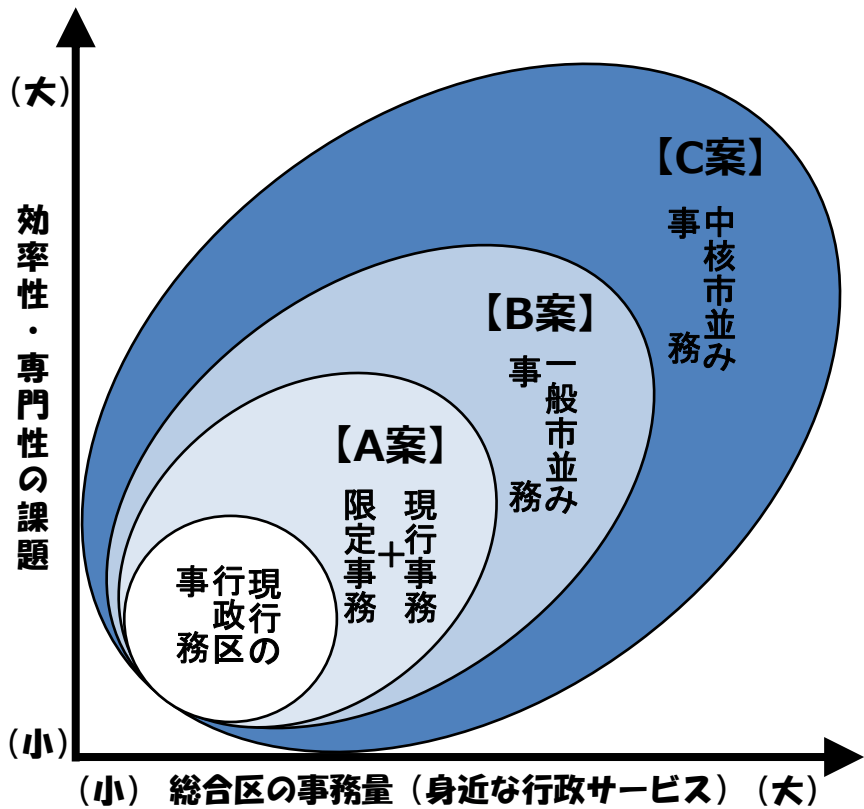 （大）
効率性・専門性の課題
（小）
【C案】
中核市並み
事務
【B案】
一般市並み
事務
【A案】
現行事務
＋
限定事務
現行の
行政区
事務
（小） 総合区の事務量（身近な行政サービス）（大）